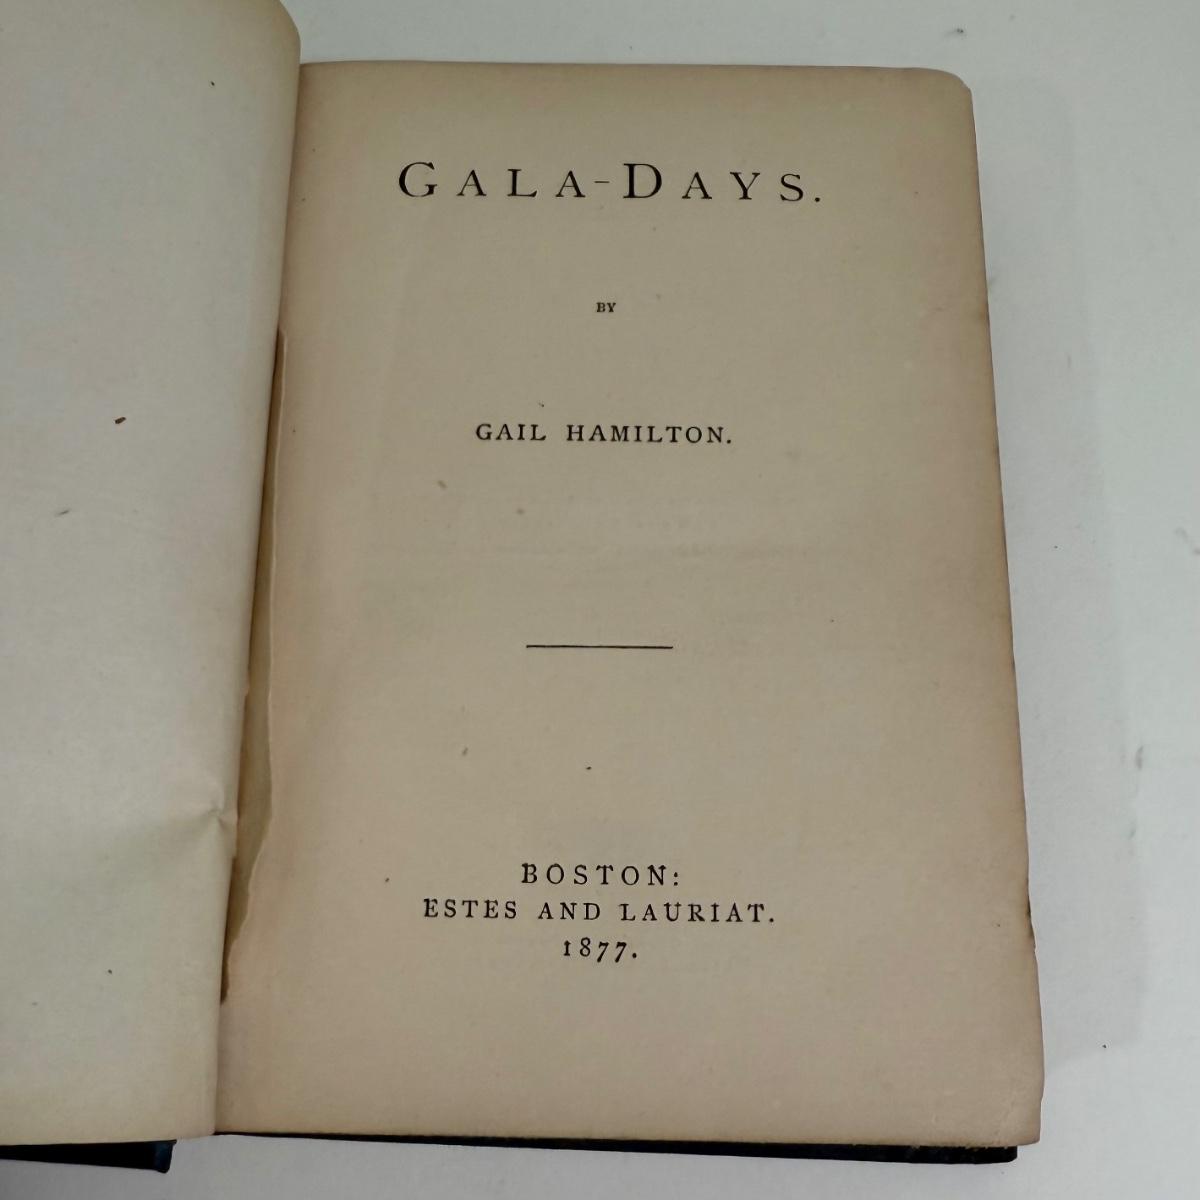 GALA-DAYS.
BY
GAIL HAMILTON.
BOSTON:
ESTES AND LAURIAT.
1877.